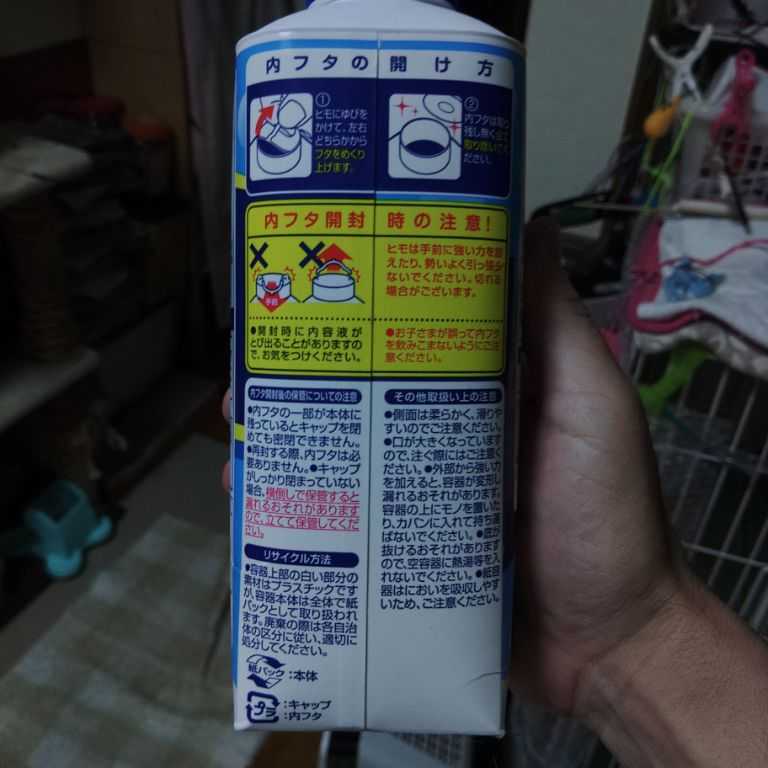 内フタの開け方
①
ヒモにゆびを
かけて、左右
どちらかから
フタをめくり
上げます。
②
内フタは取り
残し無く全て
取り除いてく
ださい。
内フタ開封時の注意!
手前
ヒモは手前に強い力を加
えたり、勢いよく引っ張ら
ないでください。切れる
場合がございます。
●開封時に内容液が
とび出ることがありますの
で、お気をつけください。
●お子さまが誤って内フタ
を飲みこまないようにご注
意ください。
内フタ開封後の保管についての注意
●内フタの一部が本体に
残っているとキャップを閉
めても密閉できません。
●再封する際、内フタは必
要ありません。●キャップ
がしっかり閉まっていない
場合、横倒しで保管すると
漏れるおそれがあります
ので、立てて保管してくだ
さい。
リサイクル方法
●容器上部の白い部分の
素材はプラスチックです
が、容器本体は全体で紙
パックとして取り扱われ
ます。廃棄の際は各自治
体の区分に従い、適切に
処分してください。
紙パック:本体
プラ:キャップ
:内フタ
その他取扱い上の注意
●側面は柔らかく、滑りや
すいのでご注意ください。
●口が大きくなっています
ので、注ぐ際にはご注意く
ださい。●外部から強い力
を加えると、容器が変形し
漏れるおそれがあります。
容器の上にモノを置いた
り、カバンに入れて持ち運
ばないでください。●底が
抜けるおそれがあります
ので、空容器に熱湯等を入
れないでください。●紙容
器はにおいを吸収しやす
いため、ご注意ください。